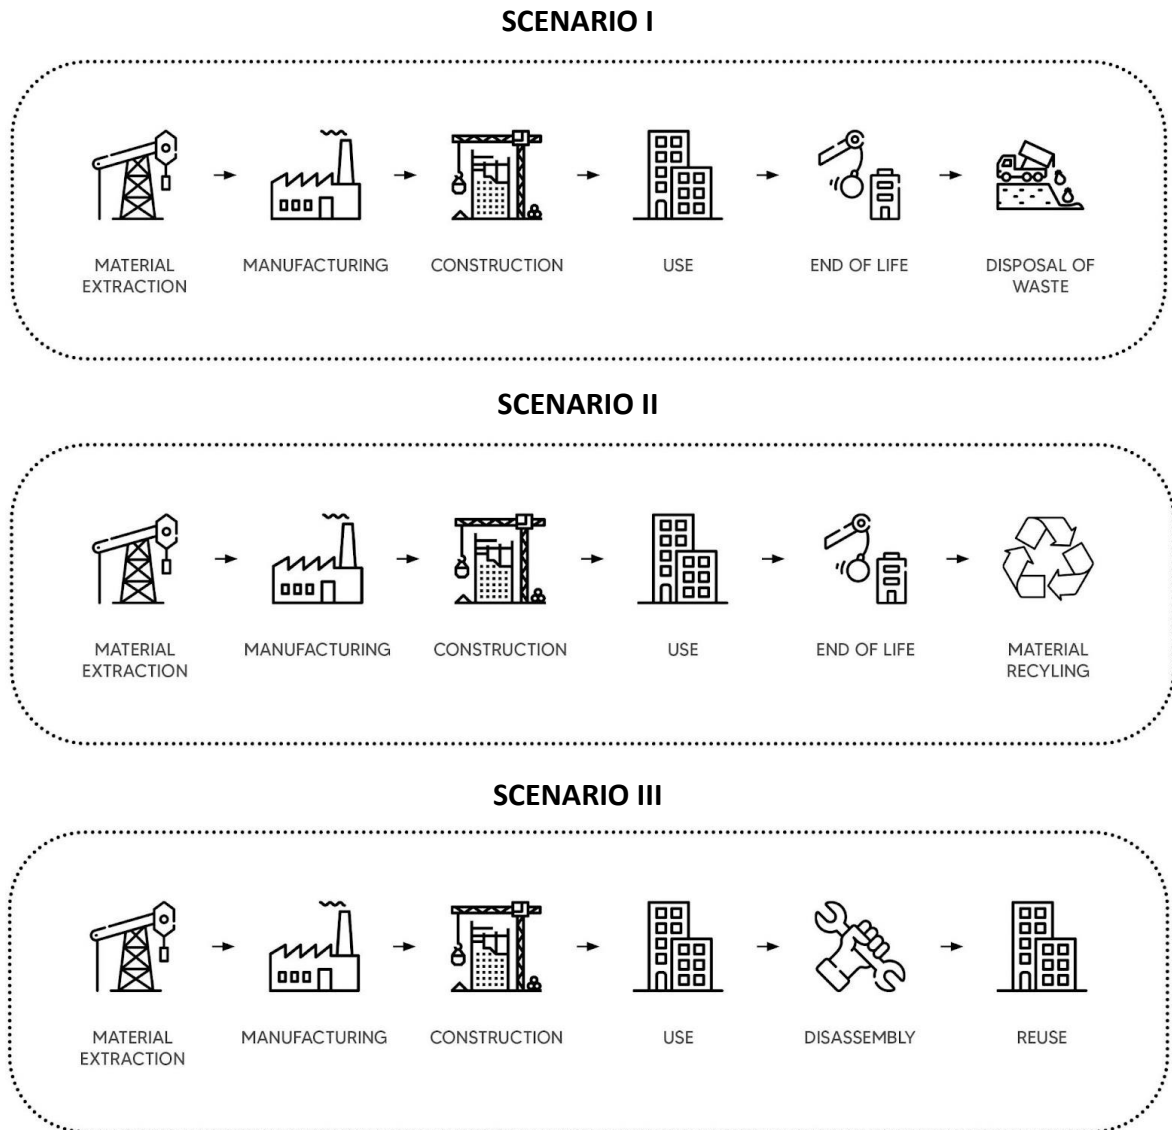 SCENARIO I
MATERIAL
EXTRACTION
MANUFACTURING
CONSTRUCTION
USE
END OF LIFE
DISPOSAL OF
WASTE
SCENARIO II
MATERIAL
EXTRACTION
MANUFACTURING
CONSTRUCTION
USE
END OF LIFE
MATERIAL
RECYLING
SCENARIO III
MATERIAL
EXTRACTION
MANUFACTURING
CONSTRUCTION
USE
DISASSEMBLY
REUSE